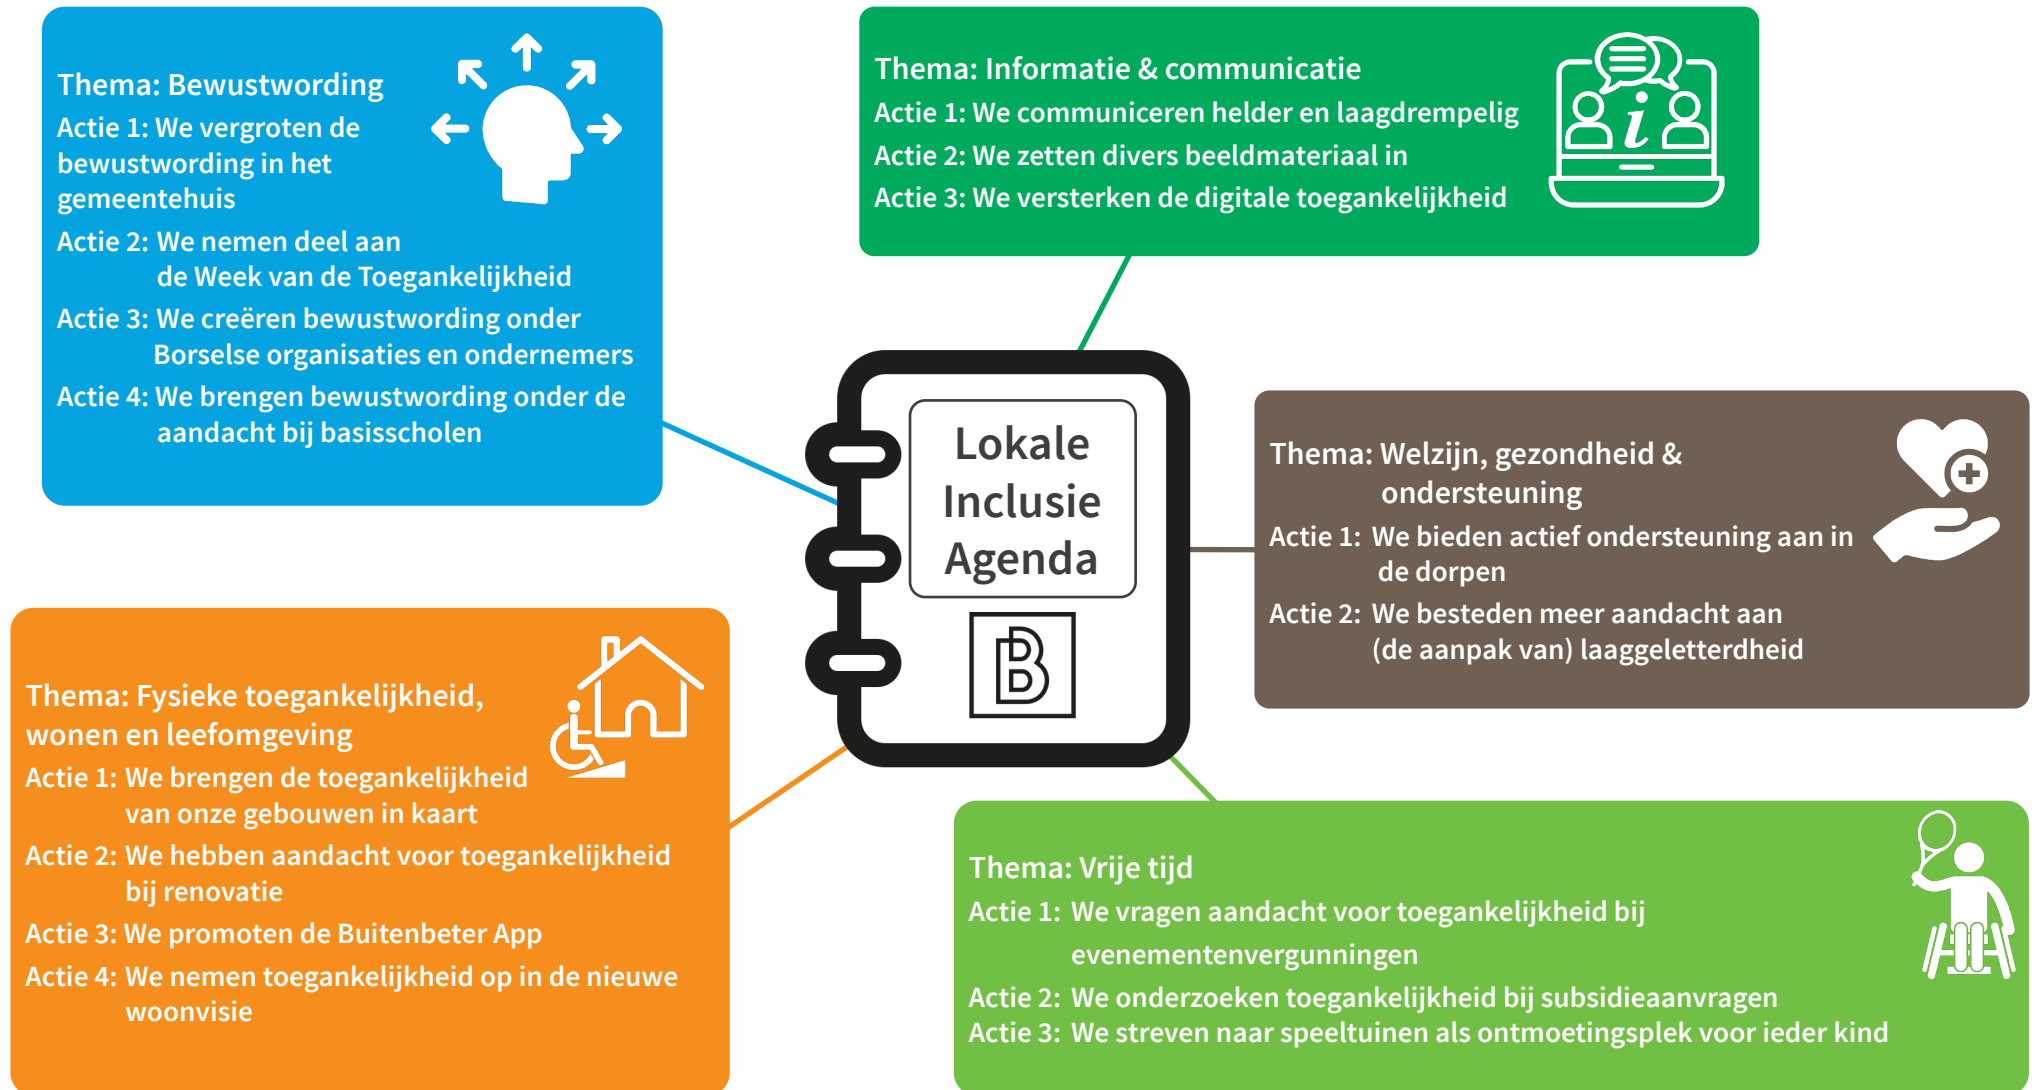 Thema: Bewustwording
Actie 1: We vergroten de
bewustwording in het
gemeentehuis
Actie 2: We nemen deel aan
de Week van de Toegankelijkheid
Actie 3: We creëren bewustwording onder
Borselse organisaties en ondernemers
Actie 4: We brengen bewustwording onder de
aandacht bij basisscholen
Thema: Informatie & communicatie
Actie 1: We communiceren helder en laagdrempelig
Actie 2: We zetten divers beeldmateriaal in
Actie 3: We versterken de digitale toegankelijkheid
Lokale
Inclusie
Agenda
B
Thema: Welzijn, gezondheid &
ondersteuning
Actie 1: We bieden actief ondersteuning aan in
de dorpen
Actie 2: We besteden meer aandacht aan
(de aanpak van) laaggeletterdheid
Thema: Fysieke toegankelijkheid,
wonen en leefomgeving
Actie 1: We brengen de toegankelijkheid
van onze gebouwen in kaart
Actie 2: We hebben aandacht voor toegankelijkheid
bij renovatie
Actie 3: We promoten de Buitenbeter App
Actie 4: We nemen toegankelijkheid op in de nieuwe
woonvisie
Thema: Vrije tijd
Actie 1: We vragen aandacht voor toegankelijkheid bij
evenementenvergunningen
Actie 2: We onderzoeken toegankelijkheid bij subsidieaanvragen
Actie 3: We streven naar speeltuinen als ontmoetingsplek voor ieder kind